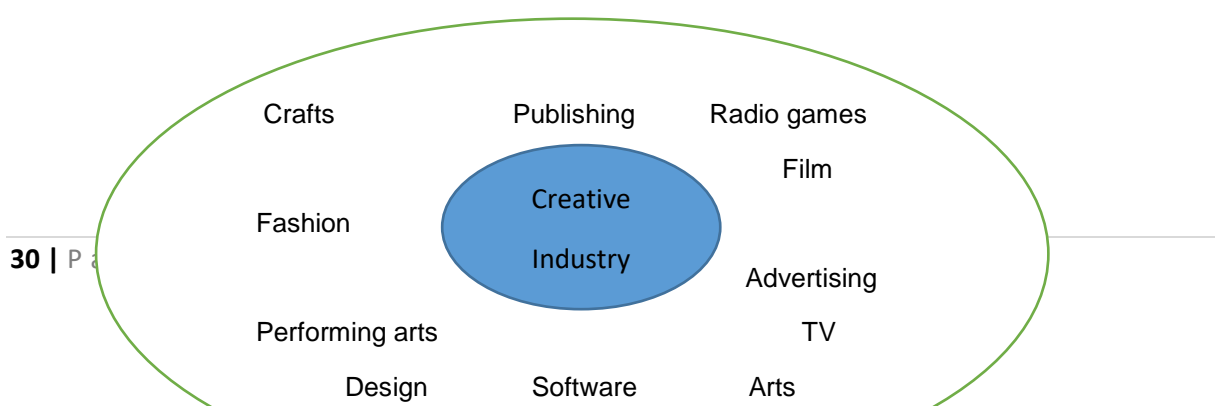 Crafts Publishing Radio games
Film
Creative
Fashion
Industry
30 | P a
Advertising
Performing arts TV
Design Software Arts